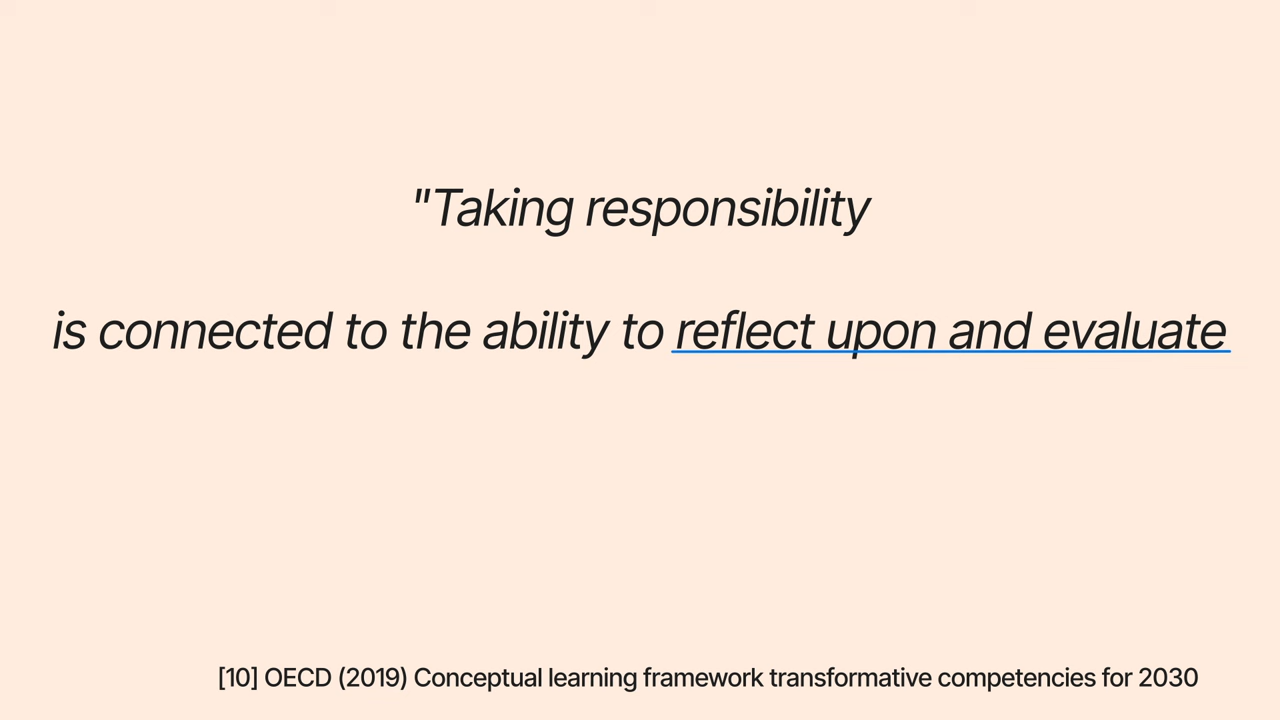 "Taking responsibility
is connected to the ability to reflect upon and evaluate
[10] OECD (2019) Conceptual learning framework transformative competencies for 2030